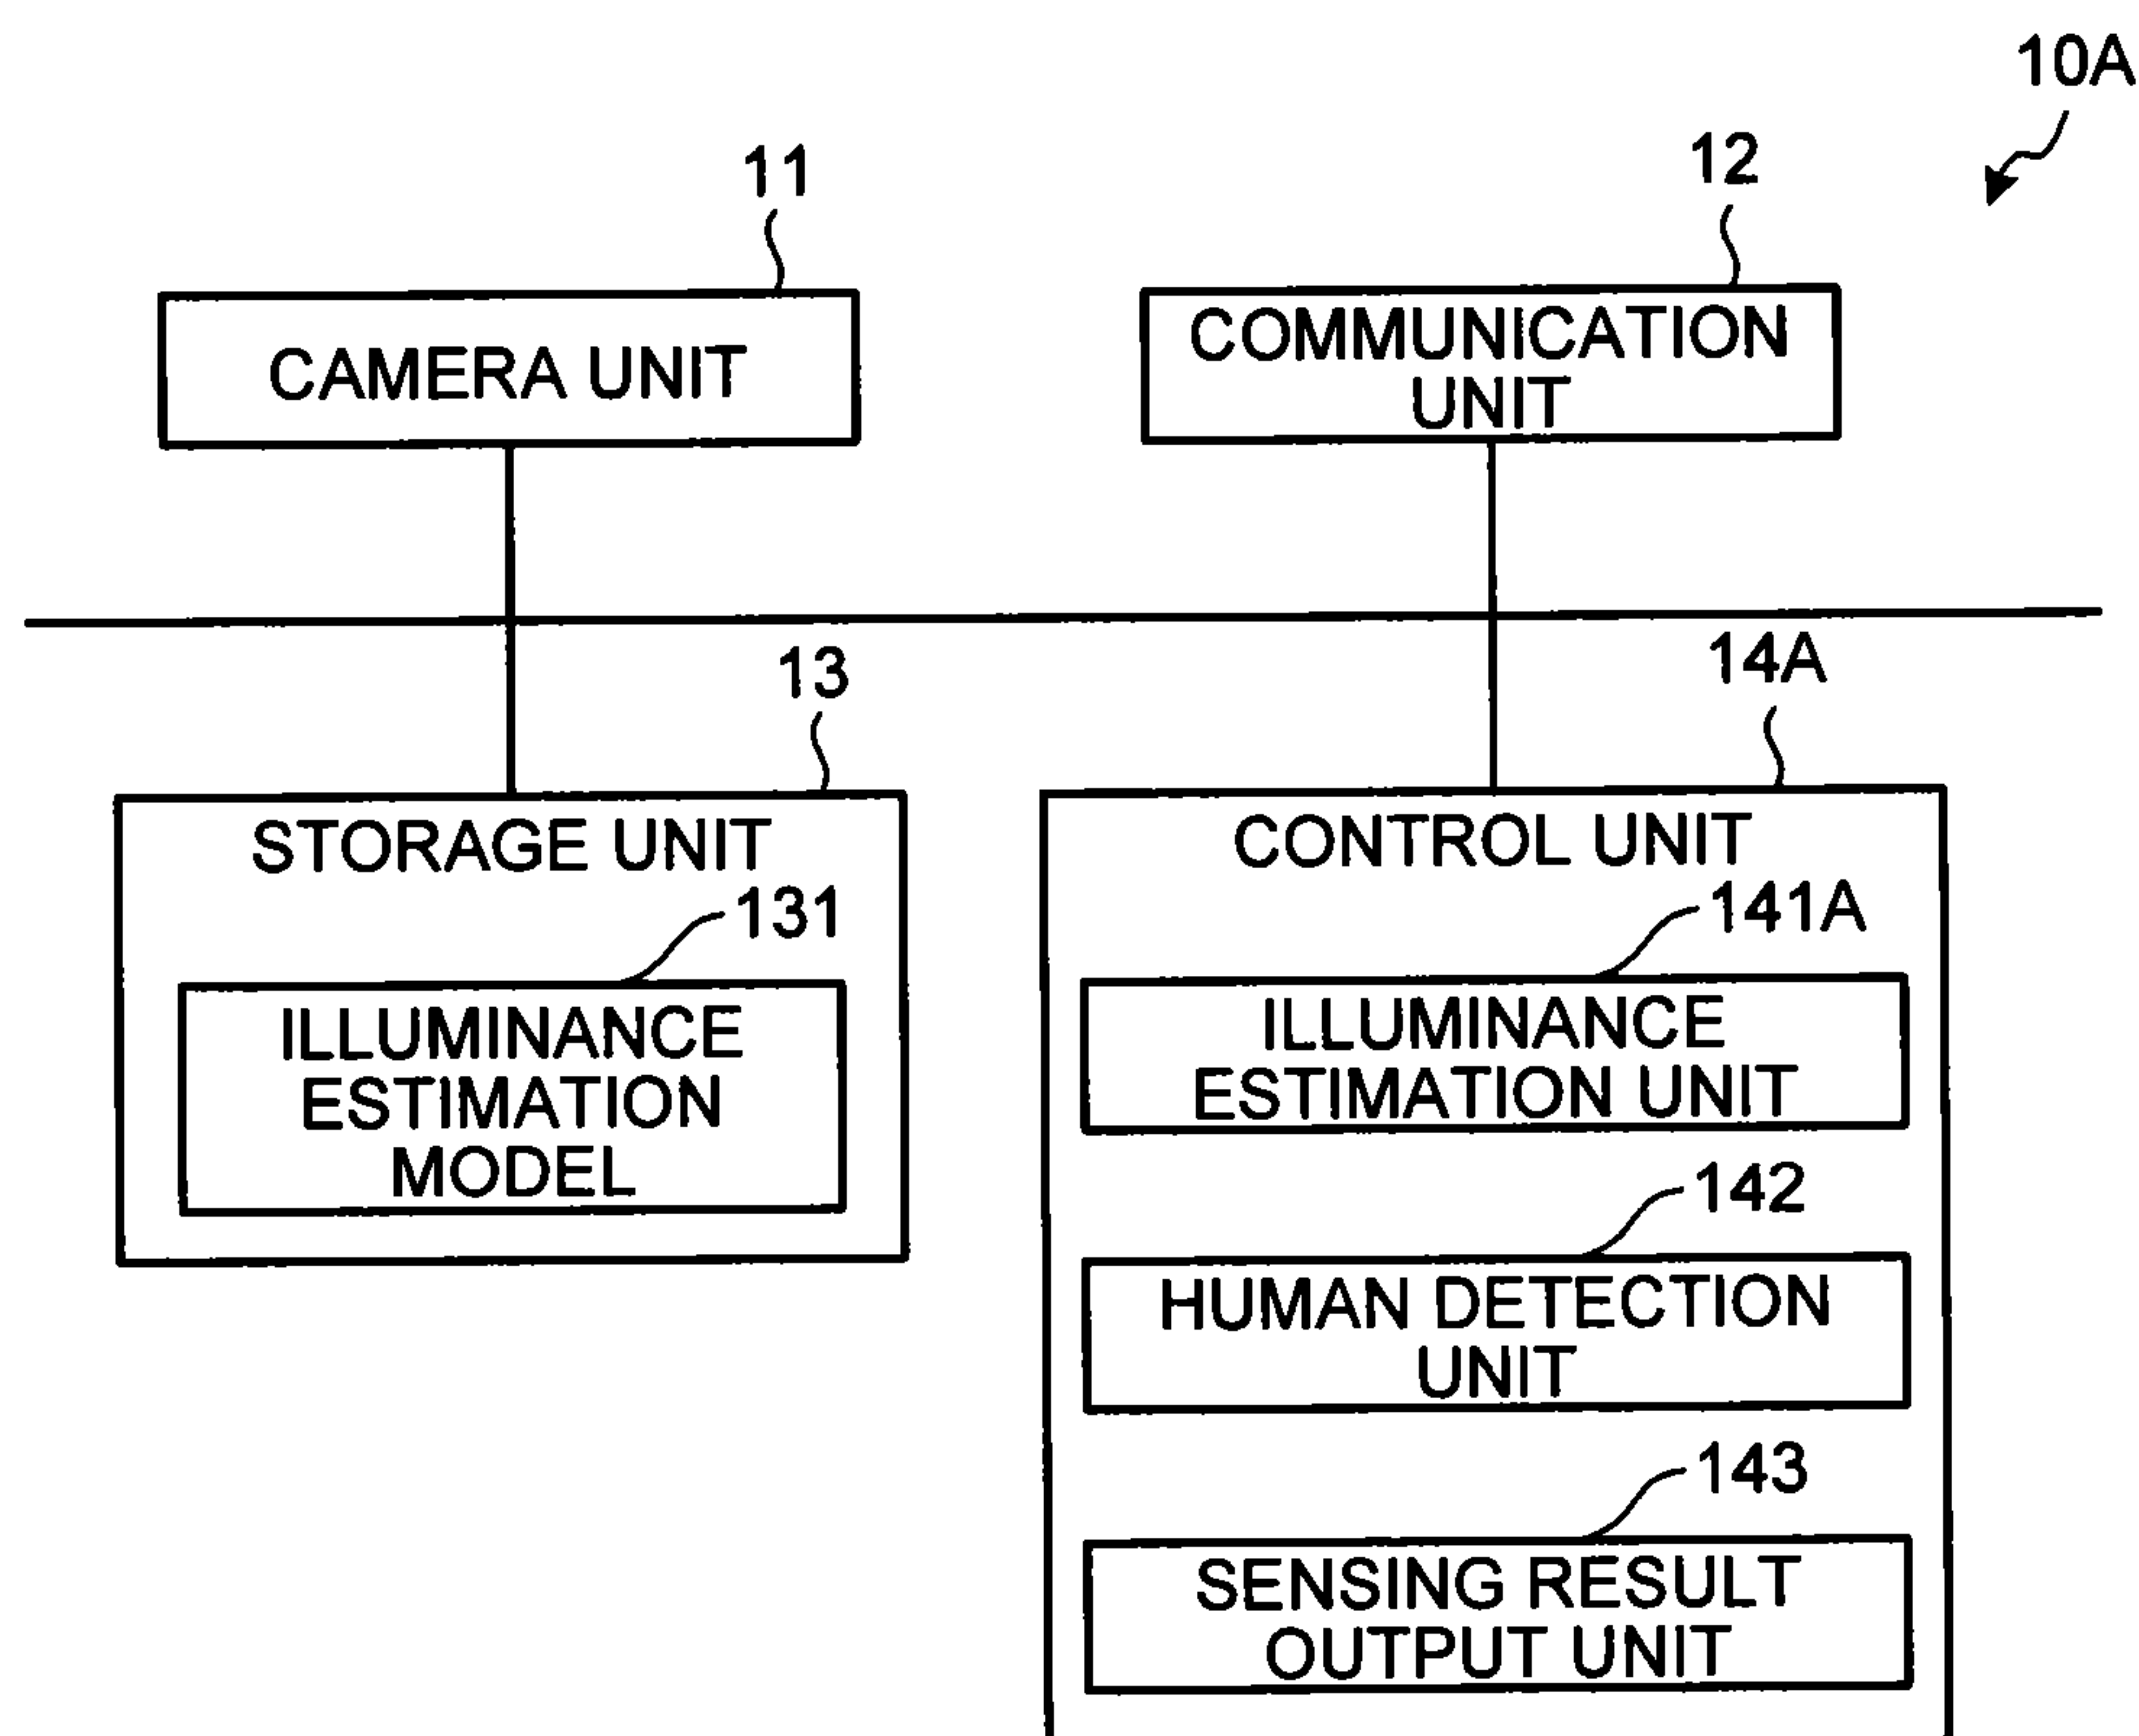 10A
11
12
CAMERA UNIT
COMMUNICATION
UNIT
13
14A
STORAGE UNIT
131
ILLUMINANCE
ESTIMATION
MODEL
CONTROL UNIT
141A
ILLUMINANCE
ESTIMATION UNIT
142
HUMAN DETECTION
UNIT
143
SENSING RESULT
OUTPUT UNIT